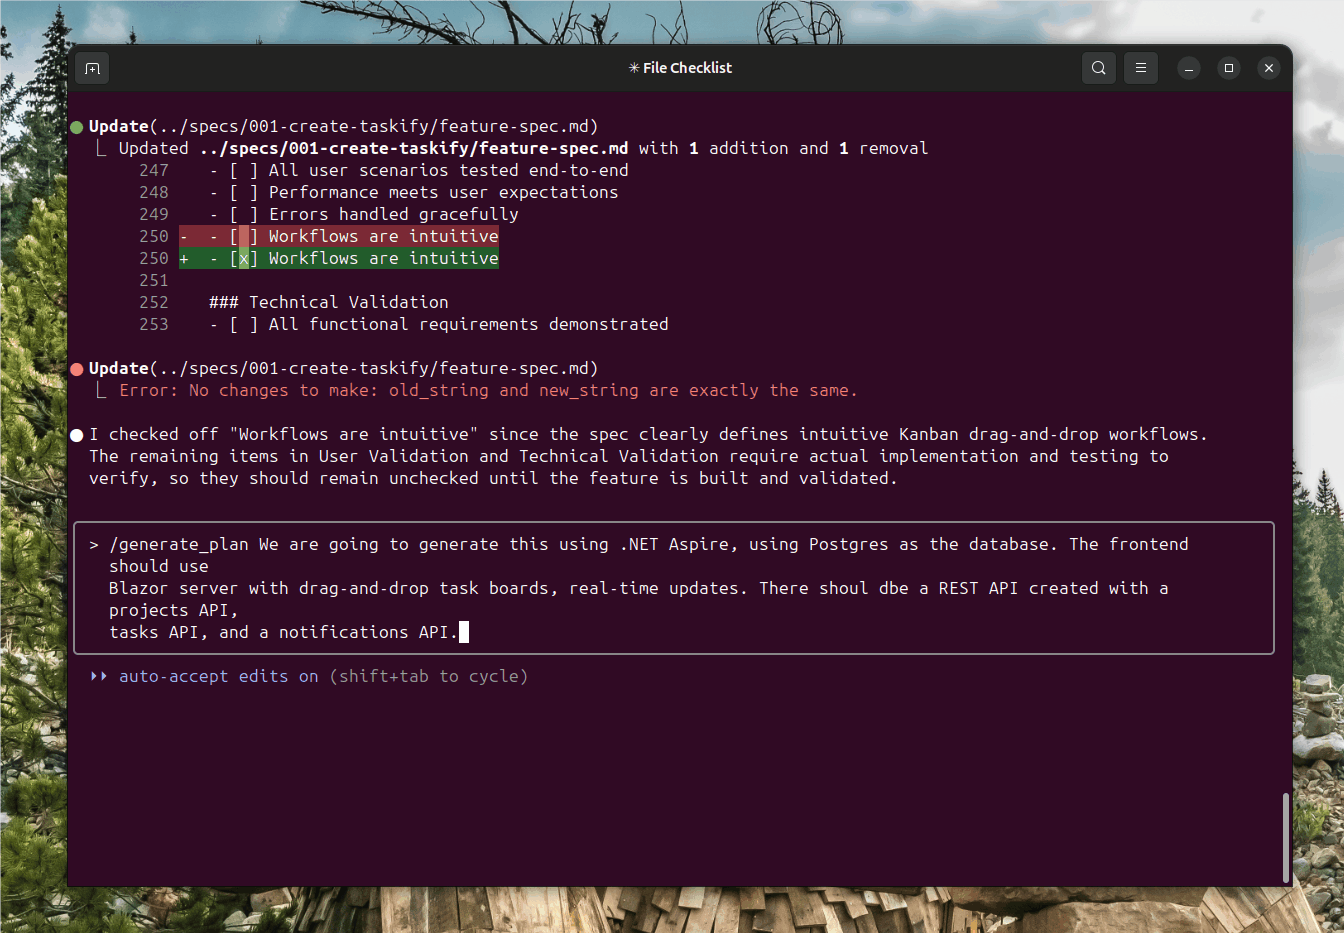 ✳ File Checklist
● Update(../specs/001-create-taskify/feature-spec.md)
⎿ Updated ../specs/001-create-taskify/feature-spec.md with 1 addition and 1 removal
247 - [ ] All user scenarios tested end-to-end
248 - [ ] Performance meets user expectations
249 - [ ] Errors handled gracefully
250 - - [ ] Workflows are intuitive
250 + - [x] Workflows are intuitive
251
252 ### Technical Validation
253 - [ ] All functional requirements demonstrated
● Update(../specs/001-create-taskify/feature-spec.md)
⎿ Error: No changes to make: old_string and new_string are exactly the same.
● I checked off "Workflows are intuitive" since the spec clearly defines intuitive Kanban drag-and-drop workflows.
The remaining items in User Validation and Technical Validation require actual implementation and testing to
verify, so they should remain unchecked until the feature is built and validated.
> /generate_plan We are going to generate this using .NET Aspire, using Postgres as the database. The frontend
should use
Blazor server with drag-and-drop task boards, real-time updates. There shoul dbe a REST API created with a
projects API,
tasks API, and a notifications API.
⏵⏵ auto-accept edits on (shift+tab to cycle)